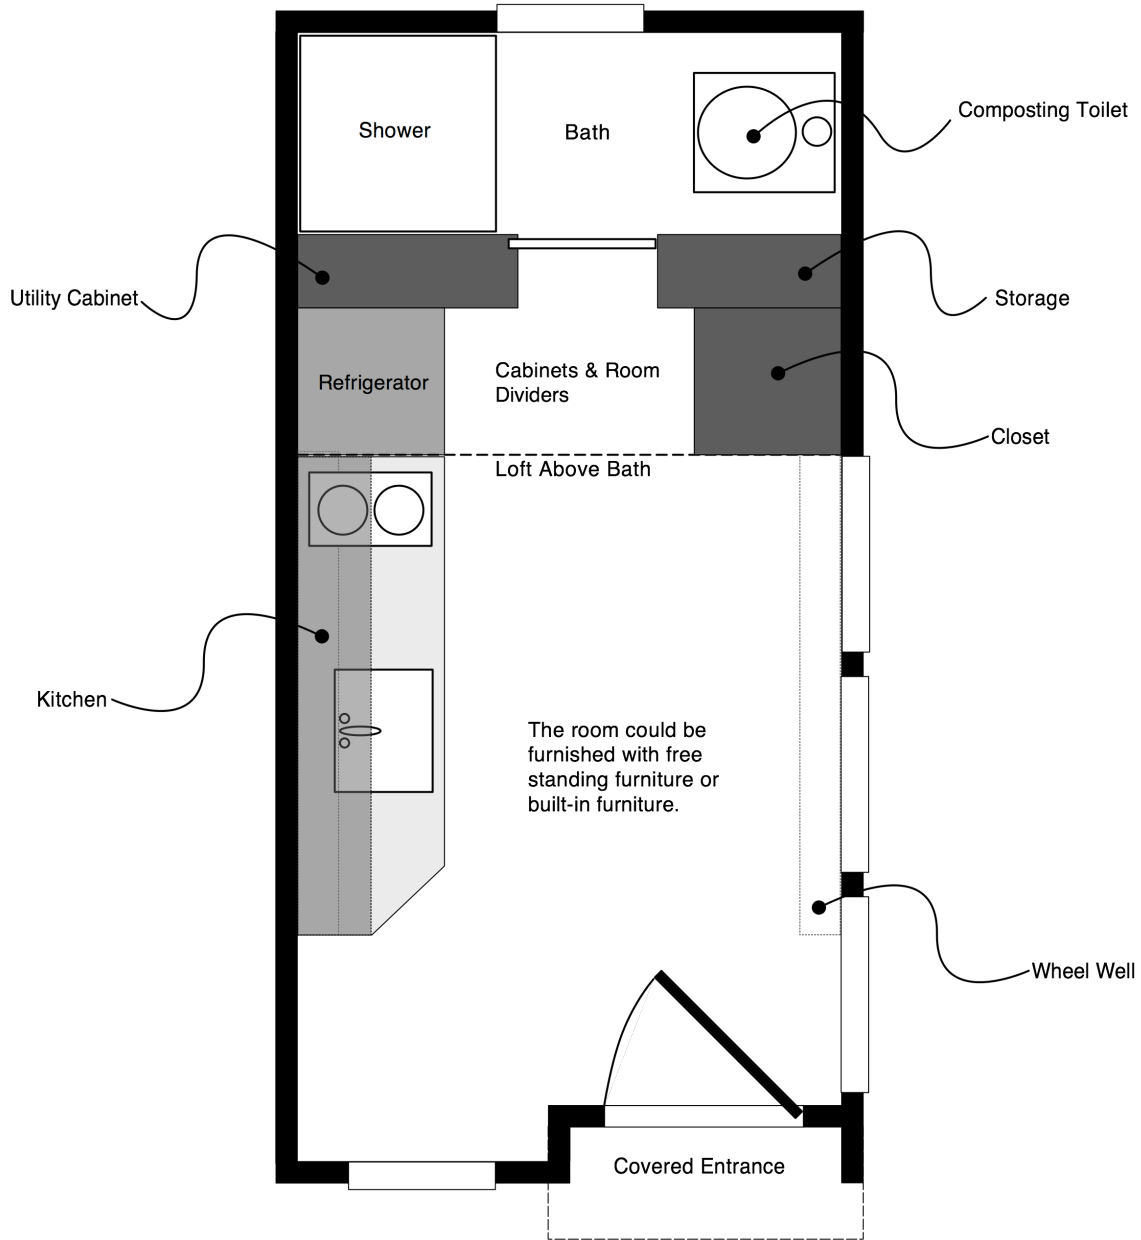 Shower
Bath
Composting Toilet
Utility Cabinet
Storage
Refrigerator
Cabinets & Room
Dividers
Closet
Loft Above Bath
Kitchen
The room could be
furnished with free
standing furniture or
built-in furniture.
Wheel Well
Covered Entrance